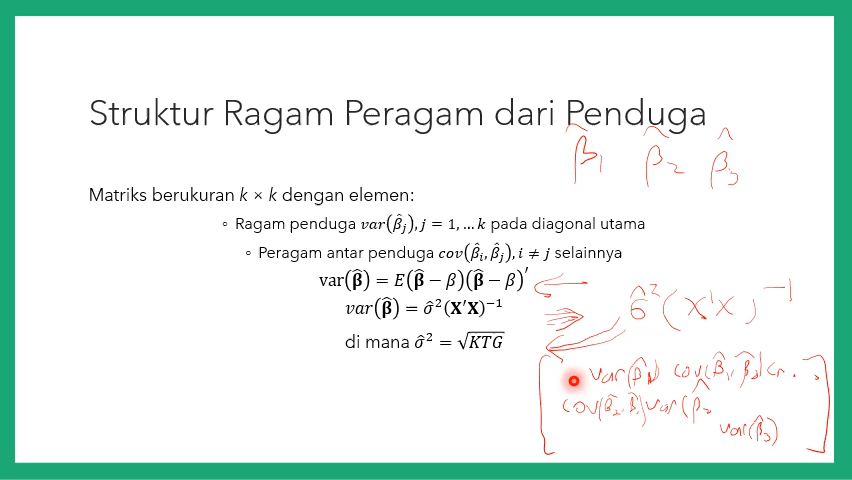 Struktur Ragam Peragam dari Penduga
β̂1 β̂2 β̂3
Matriks berukuran k × k dengan elemen:
◦ Ragam penduga var(β̂j), j = 1, … k pada diagonal utama
◦ Peragam antar penduga cov(β̂i, β̂j), i ≠ j selainnya
var(β̂) = E(β̂ − β)(β̂ − β)′
var(β̂) = σ̂²(X′X)⁻¹
σ̂²(X'X)⁻¹
di mana σ̂² = √KTG
var(β̂1) cov(β̂1, β̂2)
cov(β̂2, β̂1) var(β̂2
var(β̂3)